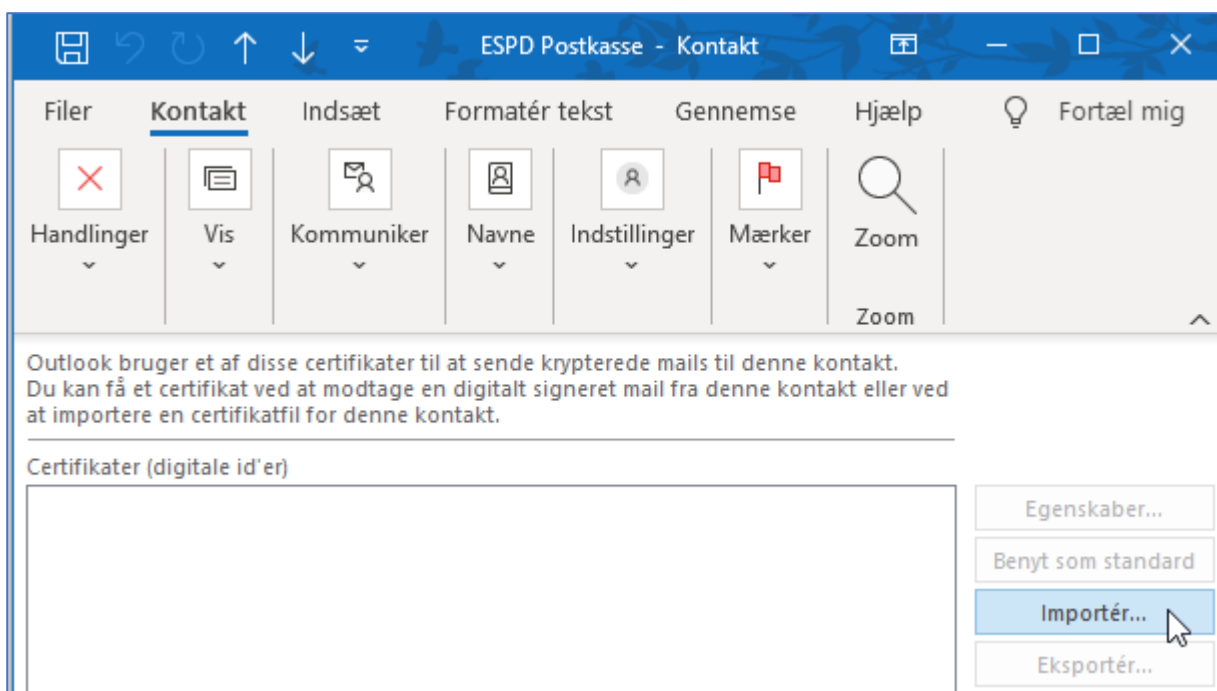 ESPD Postkasse - Kontakt
Filer Kontakt Indsæt Formatér tekst Gennemse Hjælp Fortæl mig
Handlinger Vis Kommuniker Navne Indstillinger Mærker Zoom
Zoom
Outlook bruger et af disse certifikater til at sende krypterede mails til denne kontakt.
Du kan få et certifikat ved at modtage en digitalt signeret mail fra denne kontakt eller ved
at importere en certifikatfil for denne kontakt.
Certifikater (digitale id'er)
Egenskaber...
Benyt som standard
Importér...
Eksportér...